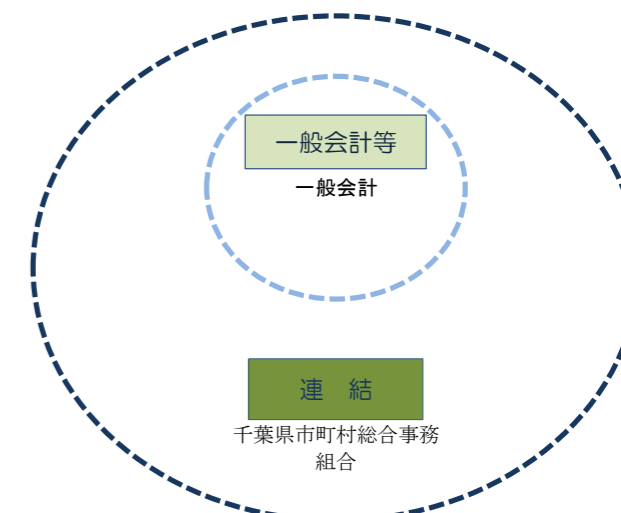 一般会計等
一般会計
連　結
千葉県市町村総合事務
組合